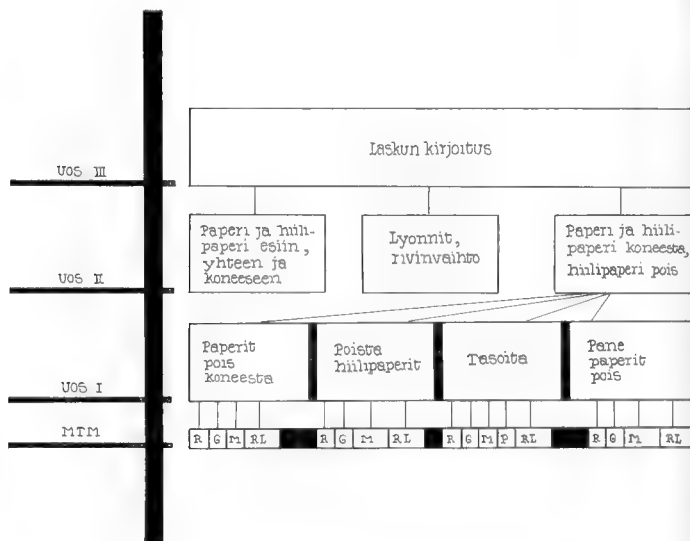 Laskun kirjoitus
UOS III
Paperi ja hiili-
paperi esiin,
yhteen ja
koneeseen
Lyonnit,
rivinvaihto
Paperi ja hiili-
paperi koneesta,
hiilipaperi pois
UOS II
Paperit
pois
koneesta
Poista
hiilipaperit
Tasoita
Pane
paperit
pois
UOS I
MTM
R G M RL R G M RL R G M P RL R G M RL